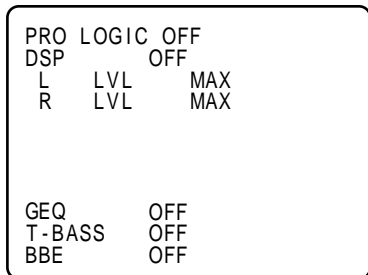 PRO LOGIC OFF
DSP OFF
L LVL MAX
R LVL MAX
GEQ OFF
T-BASS OFF
BBE OFF